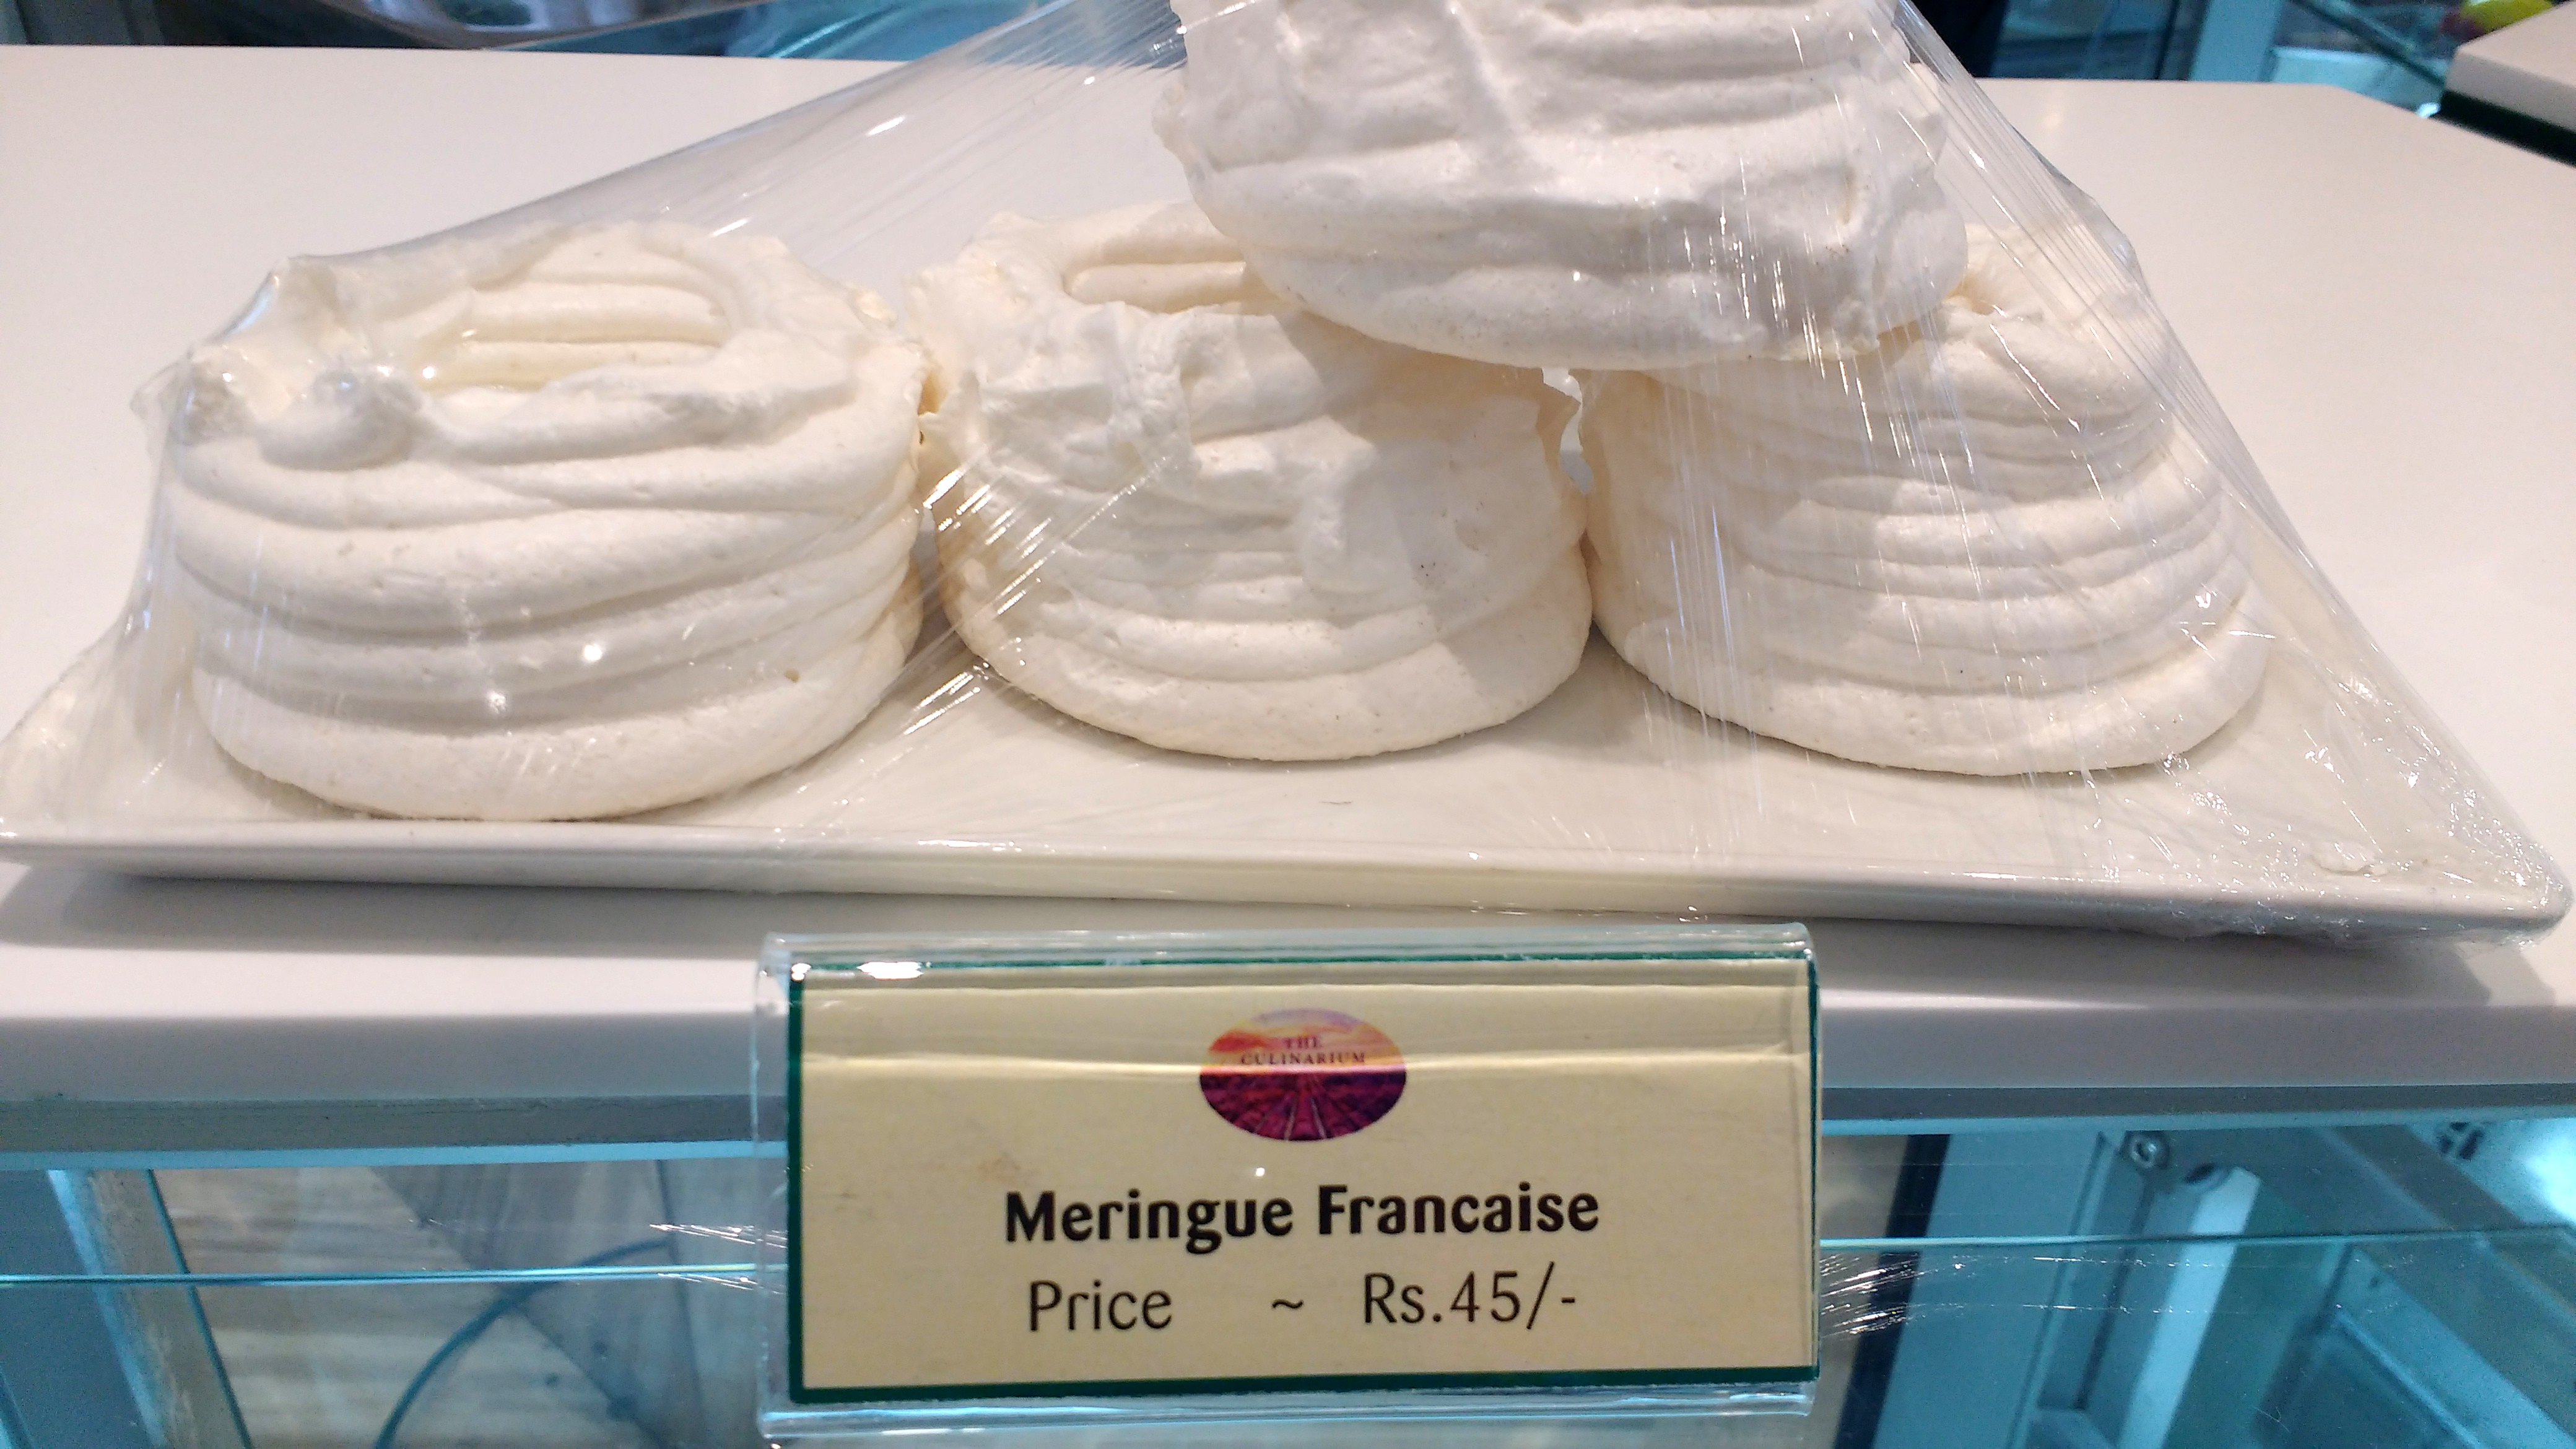 THE
CULINARIUM
Meringue Francaise
Price ~ Rs.45/-